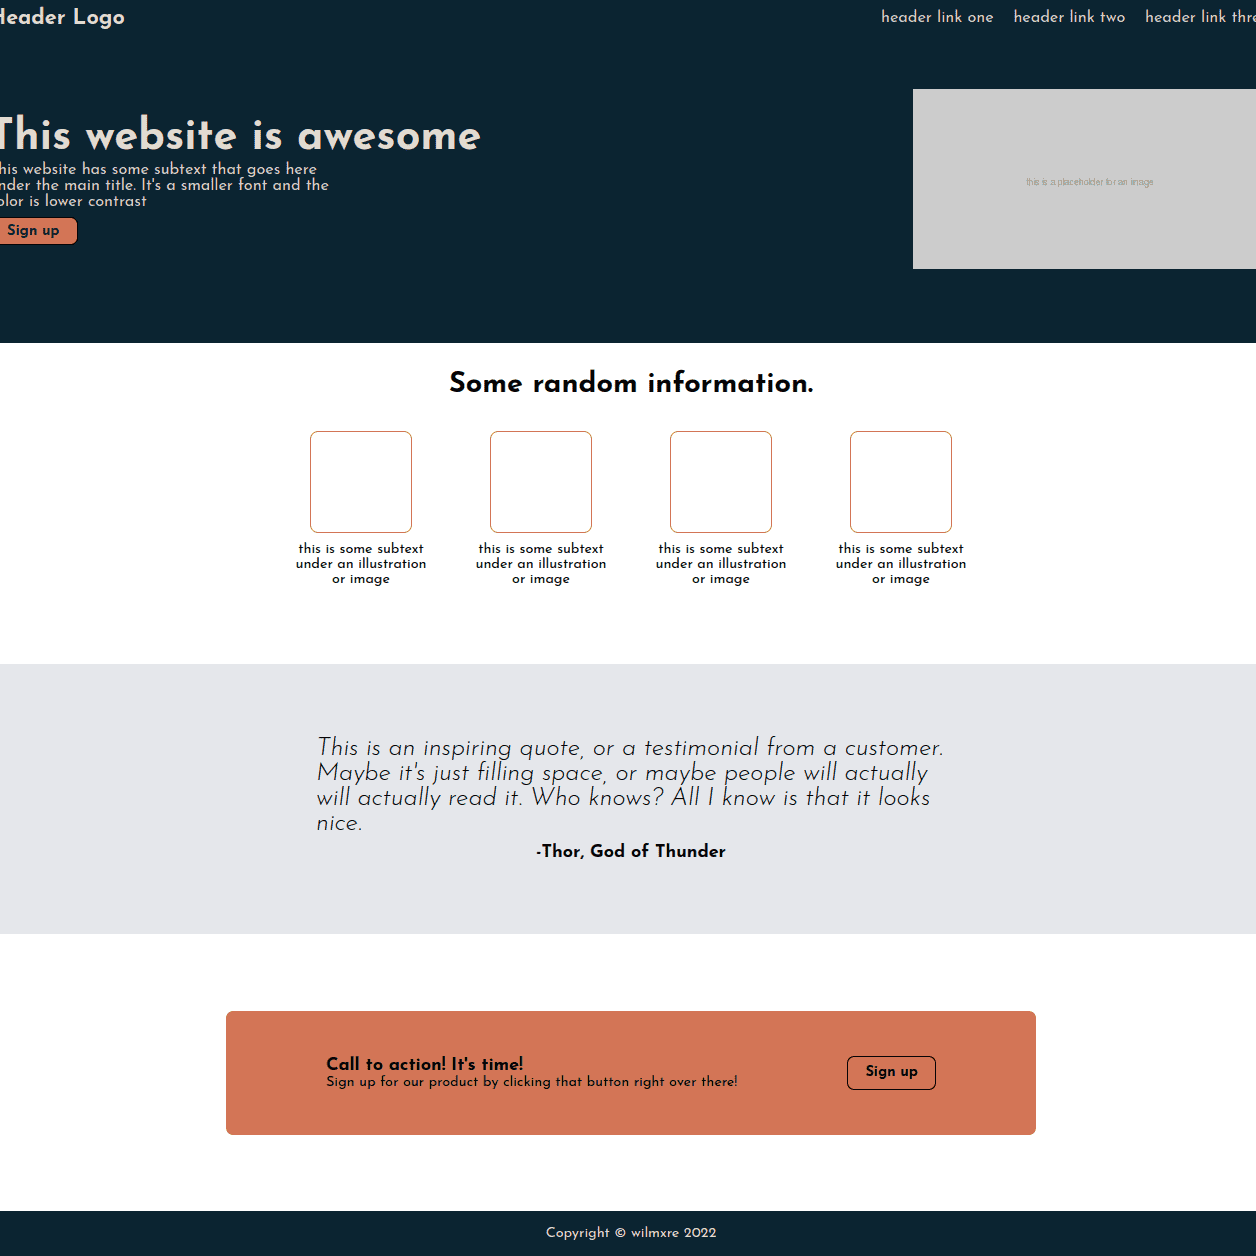 Header Logo
header link one header link two header link thre
This website is awesome
his website has some subtext that goes here
nder the main title. It's a smaller font and the
olor is lower contrast
Sign up
this is a placeholder for an image
Some random information.
this is some subtext
under an illustration
or image
this is some subtext
under an illustration
or image
this is some subtext
under an illustration
or image
this is some subtext
under an illustration
or image
This is an inspiring quote, or a testimonial from a customer.
Maybe it's just filling space, or maybe people will actually
will actually read it. Who knows? All I know is that it looks
nice.
-Thor, God of Thunder
Call to action! It's time!
Sign up for our product by clicking that button right over there!
Sign up
Copyright © wilmxre 2022